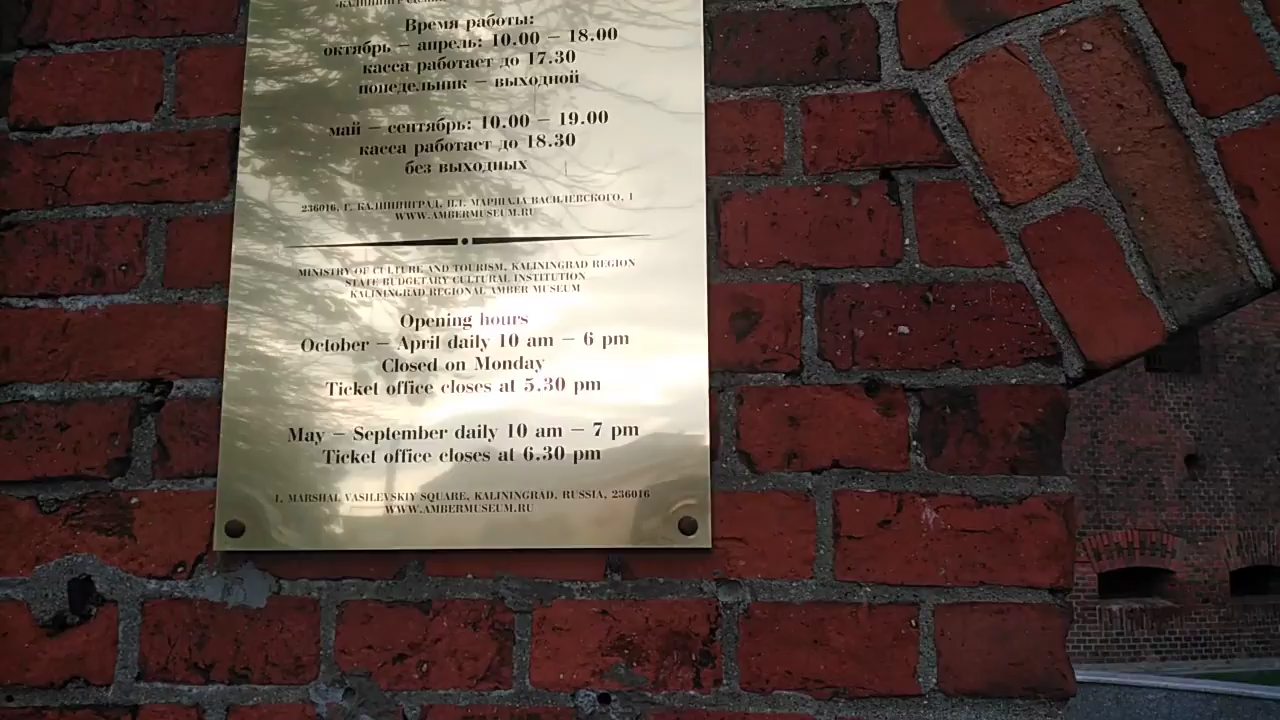 Время работы:
октябрь – апрель: 10.00 – 18.00
касса работает до 17.30
понедельник – выходной
май – сентябрь: 10.00 – 19.00
касса работает до 18.30
без выходных
236016, Г. КАЛИНИНГРАД, ПЛ. МАРШАЛА ВАСИЛЕВСКОГО, 1
WWW.AMBERMUSEUM.RU
MINISTRY OF CULTURE AND TOURISM, KALININGRAD REGION
STATE BUDGETARY CULTURAL INSTITUTION
KALININGRAD REGIONAL AMBER MUSEUM
Opening hours
October – April daily 10 am – 6 pm
Closed on Monday
Ticket office closes at 5.30 pm
May – September daily 10 am – 7 pm
Ticket office closes at 6.30 pm
1, MARSHAL VASILEVSKIY SQUARE, KALININGRAD, RUSSIA, 236016
WWW.AMBERMUSEUM.RU